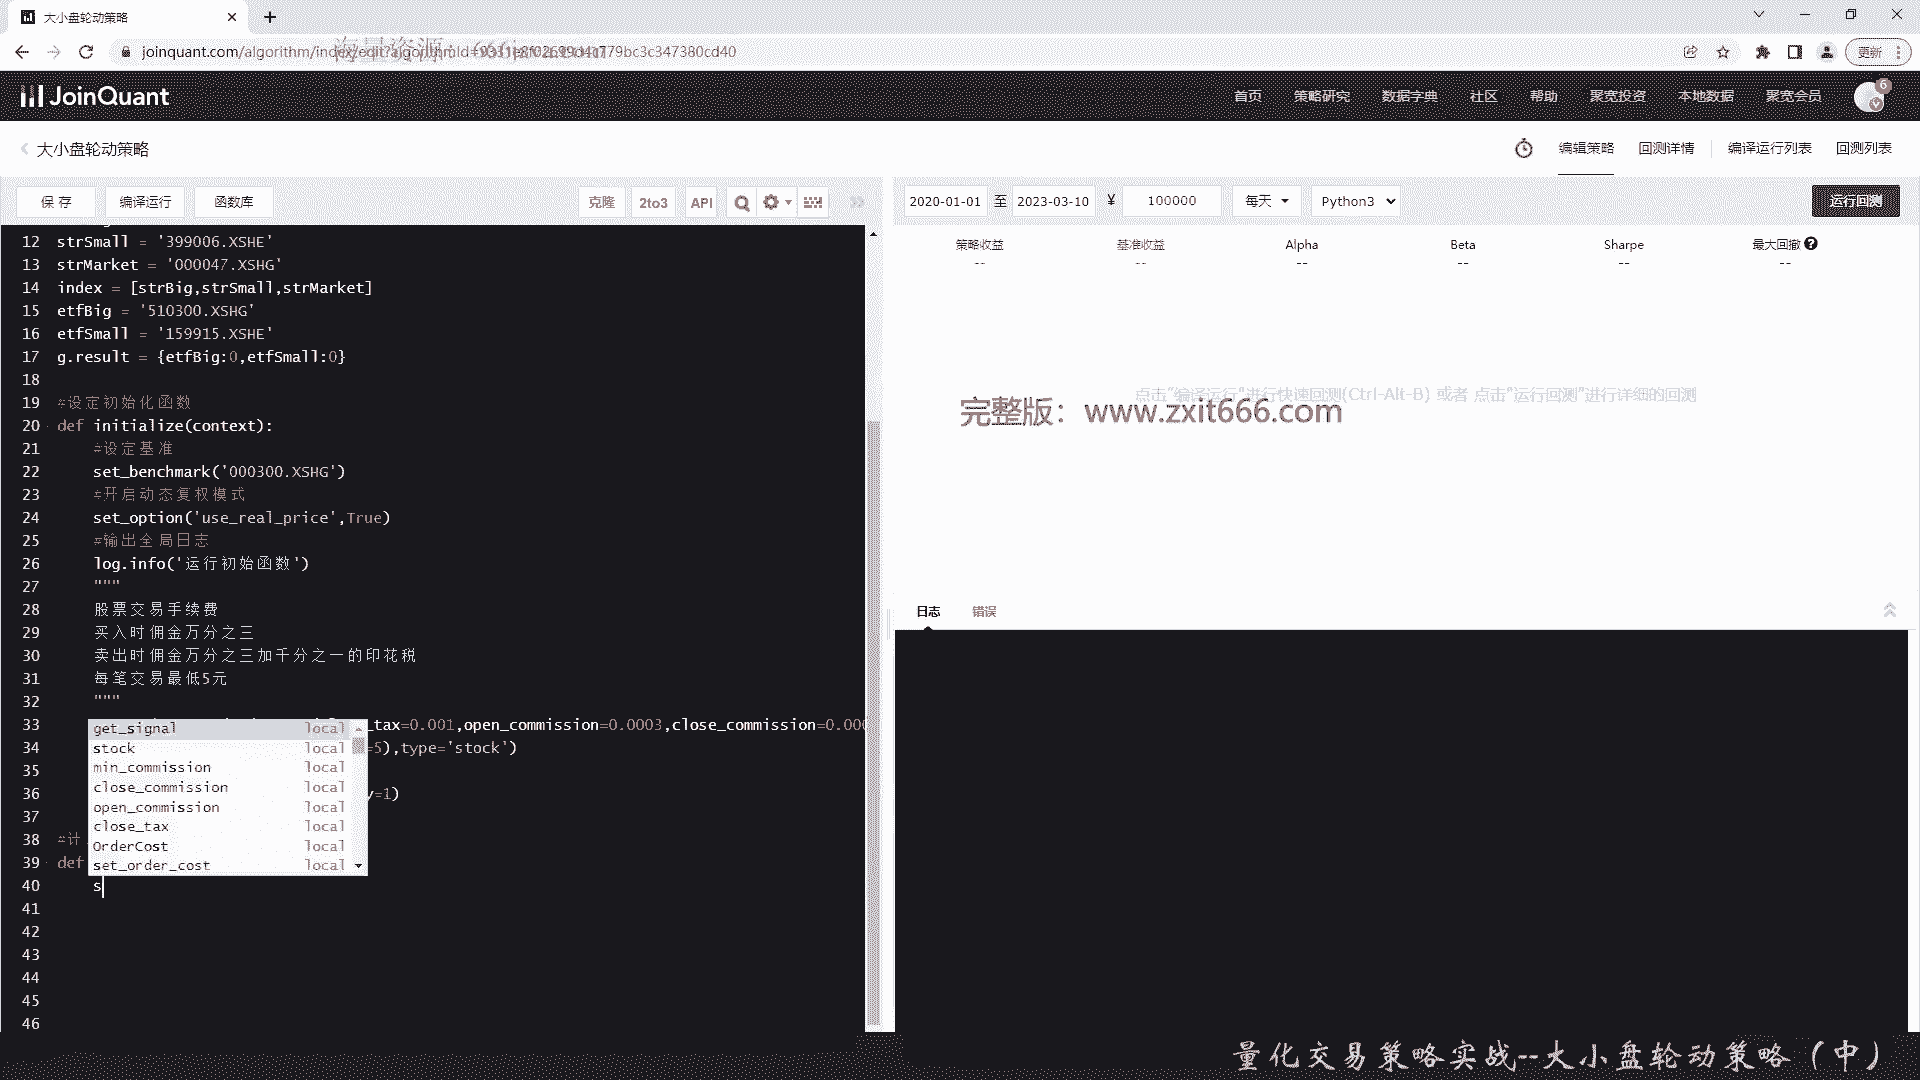 大小盘轮动策略
海量资源:
joinquant.com/algorithm/index/edit?algorithmId=
779bc3c347380cd40
更新
JoinQuant
首页 策略研究 数据字典 社区 帮助 聚宽投资 本地数据 聚宽会员
6
大小盘轮动策略
编辑策略 回测详情 编译运行列表 回测列表
保存 编译运行 函数库 克隆 2to3 API
2020-01-01 至 2023-03-10 ¥ 100000 每天 Python3 运行回测
策略收益 基准收益 Alpha Beta Sharpe 最大回撤
-- -- -- -- -- --
12 strSmall = '399006.XSHE'
13 strMarket = '000047.XSHG'
14 index = [strBig,strSmall,strMarket]
15 etfBig = '510300.XSHG'
16 etfSmall = '159915.XSHE'
17 g.result = {etfBig:0,etfSmall:0}
18
19 #设定初始化函数
20 def initialize(context):
21 #设定基准
22 set_benchmark('000300.XSHG')
23 #开启动态复权模式
24 set_option('use_real_price',True)
25 #输出全局日志
26 log.info('运行初始函数')
27 """
28 股票交易手续费
29 买入时佣金万分之三
30 卖出时佣金万分之三加千分之一的印花税
31 每笔交易最低5元
32 """
33 _tax=0.001,open_commission=0.0003,close_commission=0.000
34 =5),type='stock')
35
36 y=1)
37
38 #计
39 def
40 s
41
42
43
44
45
46
get_signal local
stock local
min_commission local
close_commission local
open_commission local
close_tax local
OrderCost local
set_order_cost local
点击“编译运行”进行快速回测(Ctrl-Alt-B) 或者 点击“运行回测”进行详细的回测
完整版：www.zxit666.com
日志 错误
量化交易策略实战--大小盘轮动策略（中）